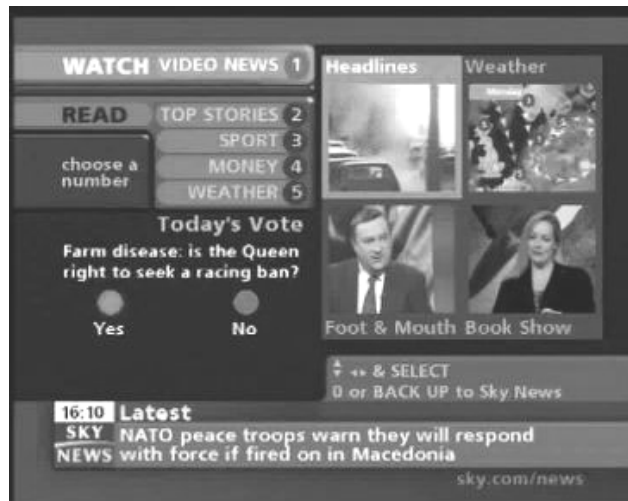 WATCH VIDEO NEWS 1
READ TOP STORIES 2
SPORT 3
MONEY 4
WEATHER 5
choose a
number
Headlines Weather
Monday
Today's Vote
Farm disease: is the Queen
right to seek a racing ban?
Yes No
Foot & Mouth Book Show
& SELECT
0 or BACK UP to Sky News
16:10 Latest
SKY NATO peace troops warn they will respond
NEWS with force if fired on in Macedonia
sky.com/news